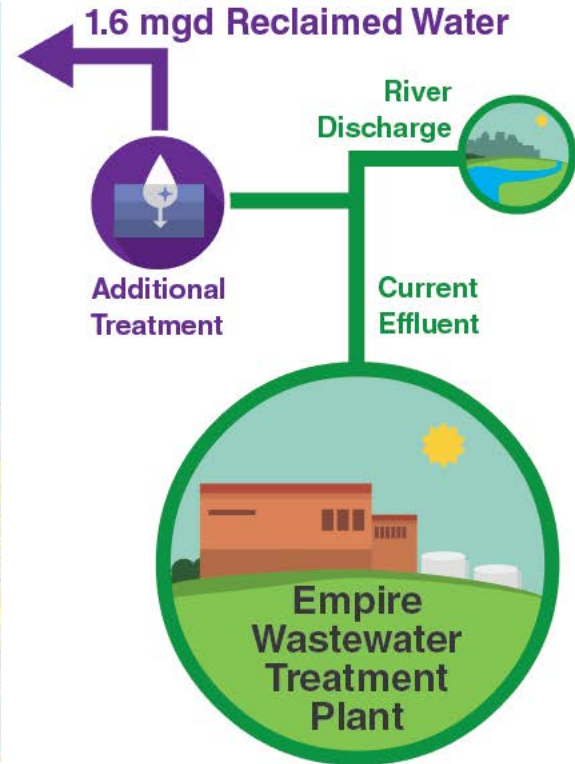 1.6 mgd Reclaimed Water
River
Discharge
Additional
Treatment
Current
Effluent
Empire
Wastewater
Treatment
Plant